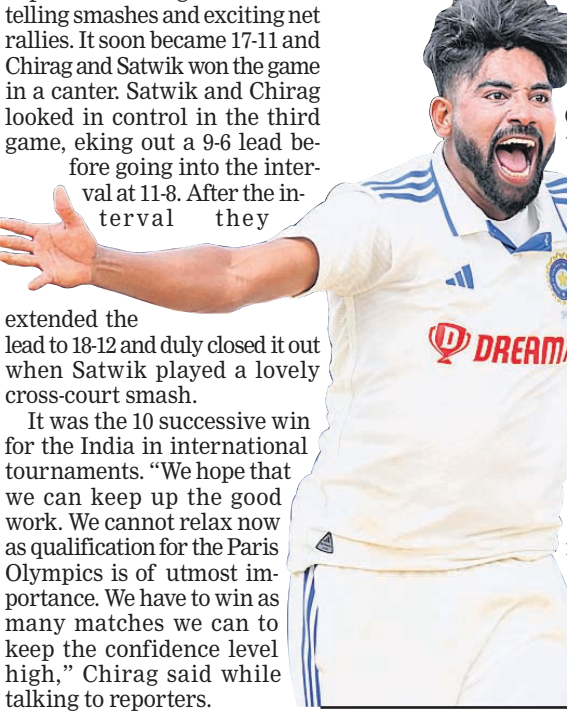 telling smashes and exciting net
rallies. It soon became 17-11 and
Chirag and Satwik won the game
in a canter. Satwik and Chirag
looked in control in the third
game, eking out a 9-6 lead be-
fore going into the inter-
val at 11-8. After the in-
terval they
extended the
lead to 18-12 and duly closed it out
when Satwik played a lovely
cross-court smash.
It was the 10 successive win
for the India in international
tournaments. “We hope that
we can keep up the good
work. We cannot relax now
as qualification for the Paris
Olympics is of utmost im-
portance. We have to win as
many matches we can to
keep the confidence level
high,” Chirag said while
talking to reporters.
DREAM